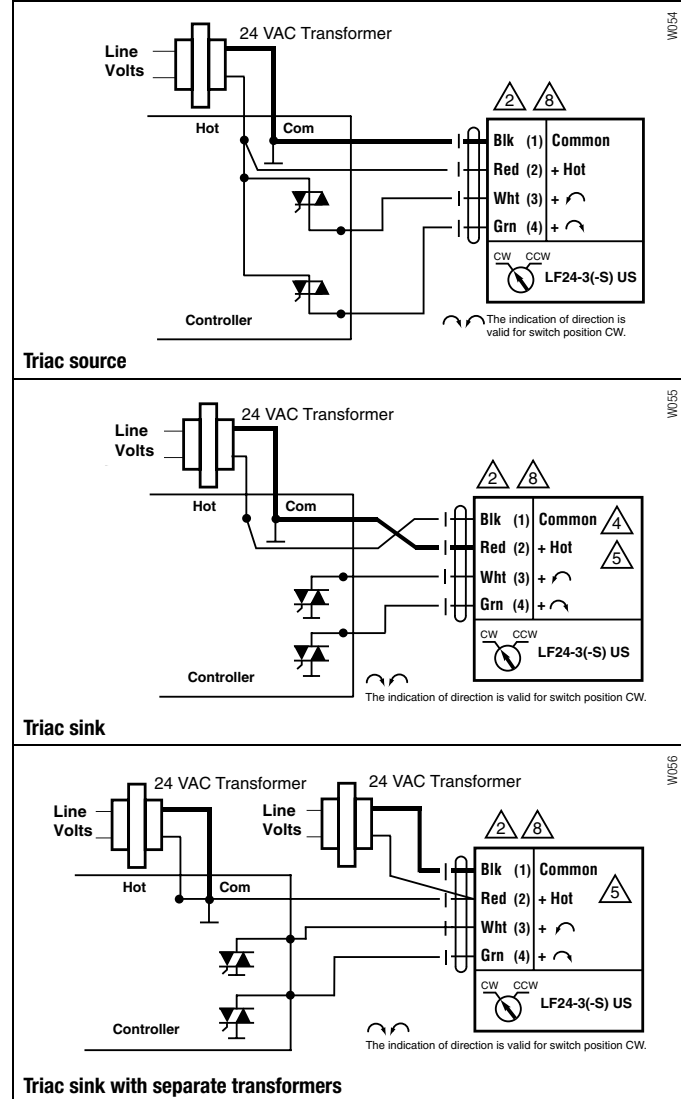 W054
24 VAC Transformer
Line
Volts
Hot
Com
2
8
Blk (1) Common
Red (2) + Hot
Wht (3) +
Grn (4) +
CW CCW
LF24-3(-S) US
Controller
The indication of direction is
valid for switch position CW.
Triac source
W055
24 VAC Transformer
Line
Volts
Hot
Com
2
8
Blk (1) Common
4
Red (2) + Hot
5
Wht (3) +
Grn (4) +
CW CCW
LF24-3(-S) US
Controller
The indication of direction is valid for switch position CW.
Triac sink
W056
24 VAC Transformer
24 VAC Transformer
Line
Volts
Line
Volts
Hot
Com
2
8
Blk (1) Common
Red (2) + Hot
5
Wht (3) +
Grn (4) +
CW CCW
LF24-3(-S) US
Controller
The indication of direction is valid for switch position CW.
Triac sink with separate transformers